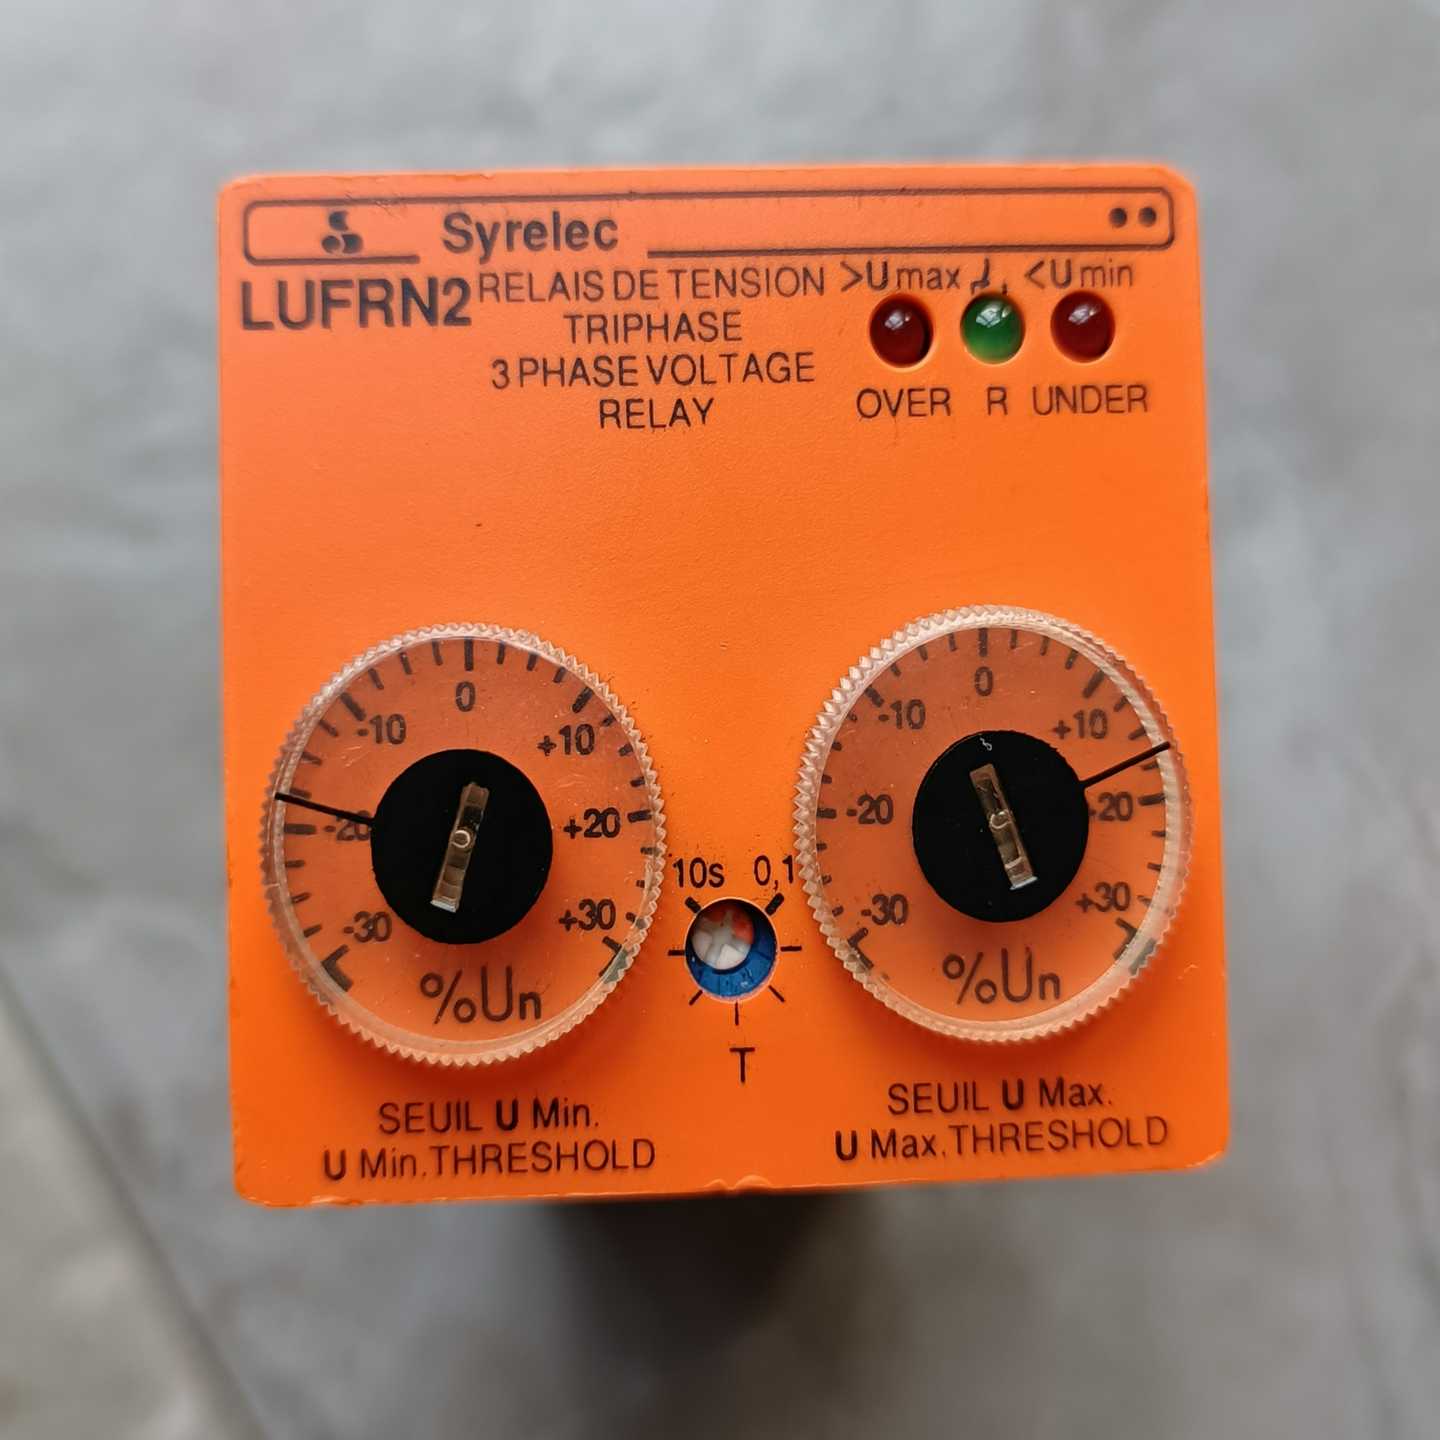 Syrelec
LUFRN2
RELAIS DE TENSION
TRIPHASE
3 PHASE VOLTAGE
RELAY
>U max <U min
OVER R UNDER
0
-10 +10
-20 +20
-30 +30
%Un
0
-10 +10
-20 +20
-30 +30
%Un
10s 0,1
T
SEUIL U Min.
U Min. THRESHOLD
SEUIL U Max.
U Max. THRESHOLD